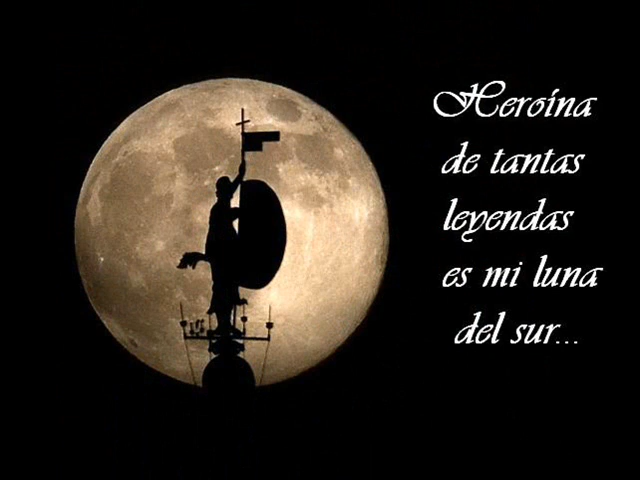 Heroína
de tantas
leyendas
es mi luna
del sur...